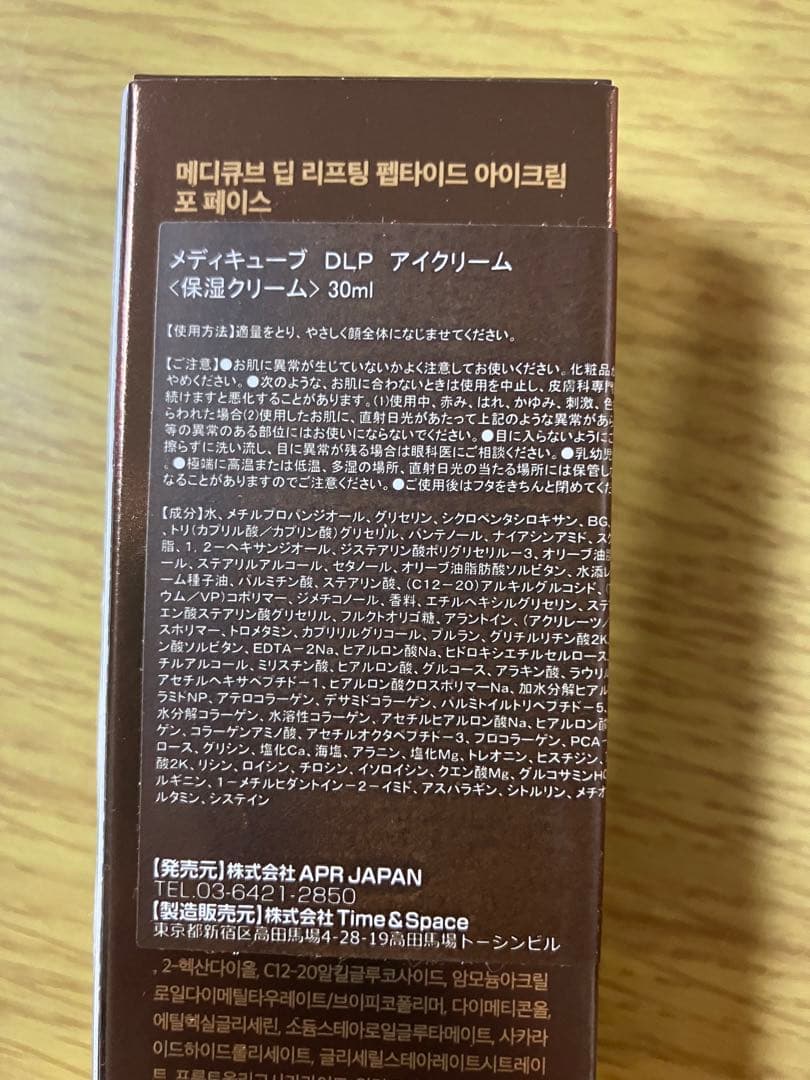 메디큐브 딥 리프팅 펩타이드 아이크림
포 페이스
メディキューブ DLP アイクリーム
<保湿クリーム> 30ml
【使用方法】適量をとり、やさしく顔全体になじませてください。
【ご注意】●お肌に異常が生じていないかよく注意してお使いください。化粧品が
やめください。●次のような、お肌に合わないときは使用を中止し、皮膚科専門
続けますと悪化することがあります。(1)使用中、赤み、はれ、かゆみ、刺激、色
らわれた場合(2)使用したお肌に、直射日光があたって上記のような異常があら
等の異常のある部位にはお使いにならないでください。●目に入らないようにご
擦らずに洗い流し、目に異常が残る場合は眼科医にご相談ください。●乳幼児
●極端に高温または低温、多湿の場所、直射日光の当たる場所には保管し
なることがありますのでご注意ください。●ご使用後はフタをきちんと閉めてくだ
【成分】水、メチルプロパンジオール、グリセリン、シクロペンタシロキサン、BG、
、トリ(カプリル酸/カプリン酸)グリセリル、パンテノール、ナイアシンアミド、スク
脂、1,2-ヘキサンジオール、ジステアリン酸ポリグリセリル-3、オリーブ油脂
ール、ステアリルアルコール、セタノール、オリーブ油脂肪酸ソルビタン、水添レ
ーム種子油、パルミチン酸、ステアリン酸、(C12-20)アルキルグルコシド、(
ウム/VP)コポリマー、ジメチコノール、香料、エチルヘキシルグリセリン、ステ
エン酸ステアリン酸グリセリル、フルクトオリゴ糖、アラントイン、(アクリレーツ/
スポリマー、トロメタミン、カプリリルグリコール、プルラン、グリチルリチン酸2K
ン酸ソルビタン、EDTA-2Na、ヒアルロン酸Na、ヒドロキシエチルセルロース
チルアルコール、ミリスチン酸、ヒアルロン酸、グルコース、アラキン酸、ラウリル
アセチルヘキサペプチド-1、ヒアルロン酸クロスポリマーNa、加水分解ヒアル
ラミドNP、アテロコラーゲン、デサミドコラーゲン、パルミトイルトリペプチド-5、
水分解コラーゲン、水溶性コラーゲン、アセチルヒアルロン酸Na、ヒアルロン酸
ゲン、コラーゲンアミノ酸、アセチルオクタペプチド-3、プロコラーゲン、PCA-
ロース、グリシン、塩化Ca、海塩、アラニン、塩化Mg、トレオニン、ヒスチジン、
酸2K、リシン、ロイシン、チロシン、イソロイシン、クエン酸Mg、グルコサミンHC
ルギニン、1-メチルヒダントイン-2-イミド、アスパラギン、シトルリン、メチオ
ルタミン、システイン
【発売元】株式会社 APR JAPAN
TEL.03-6421-2850
【製造販売元】株式会社 Time&Space
東京都新宿区高田馬場4-28-19高田馬場トーシンビル
, 2-헥산다이올, C12-20알킬글루코사이드, 암모늄아크릴
로일다이메틸타우레이트/브이피코폴리머, 다이메티콘올,
에틸헥실글리세린, 소듐스테아로일글루타메이트, 사카라
이드하이드롤리세이트, 글리세릴스테아레이트시트레이